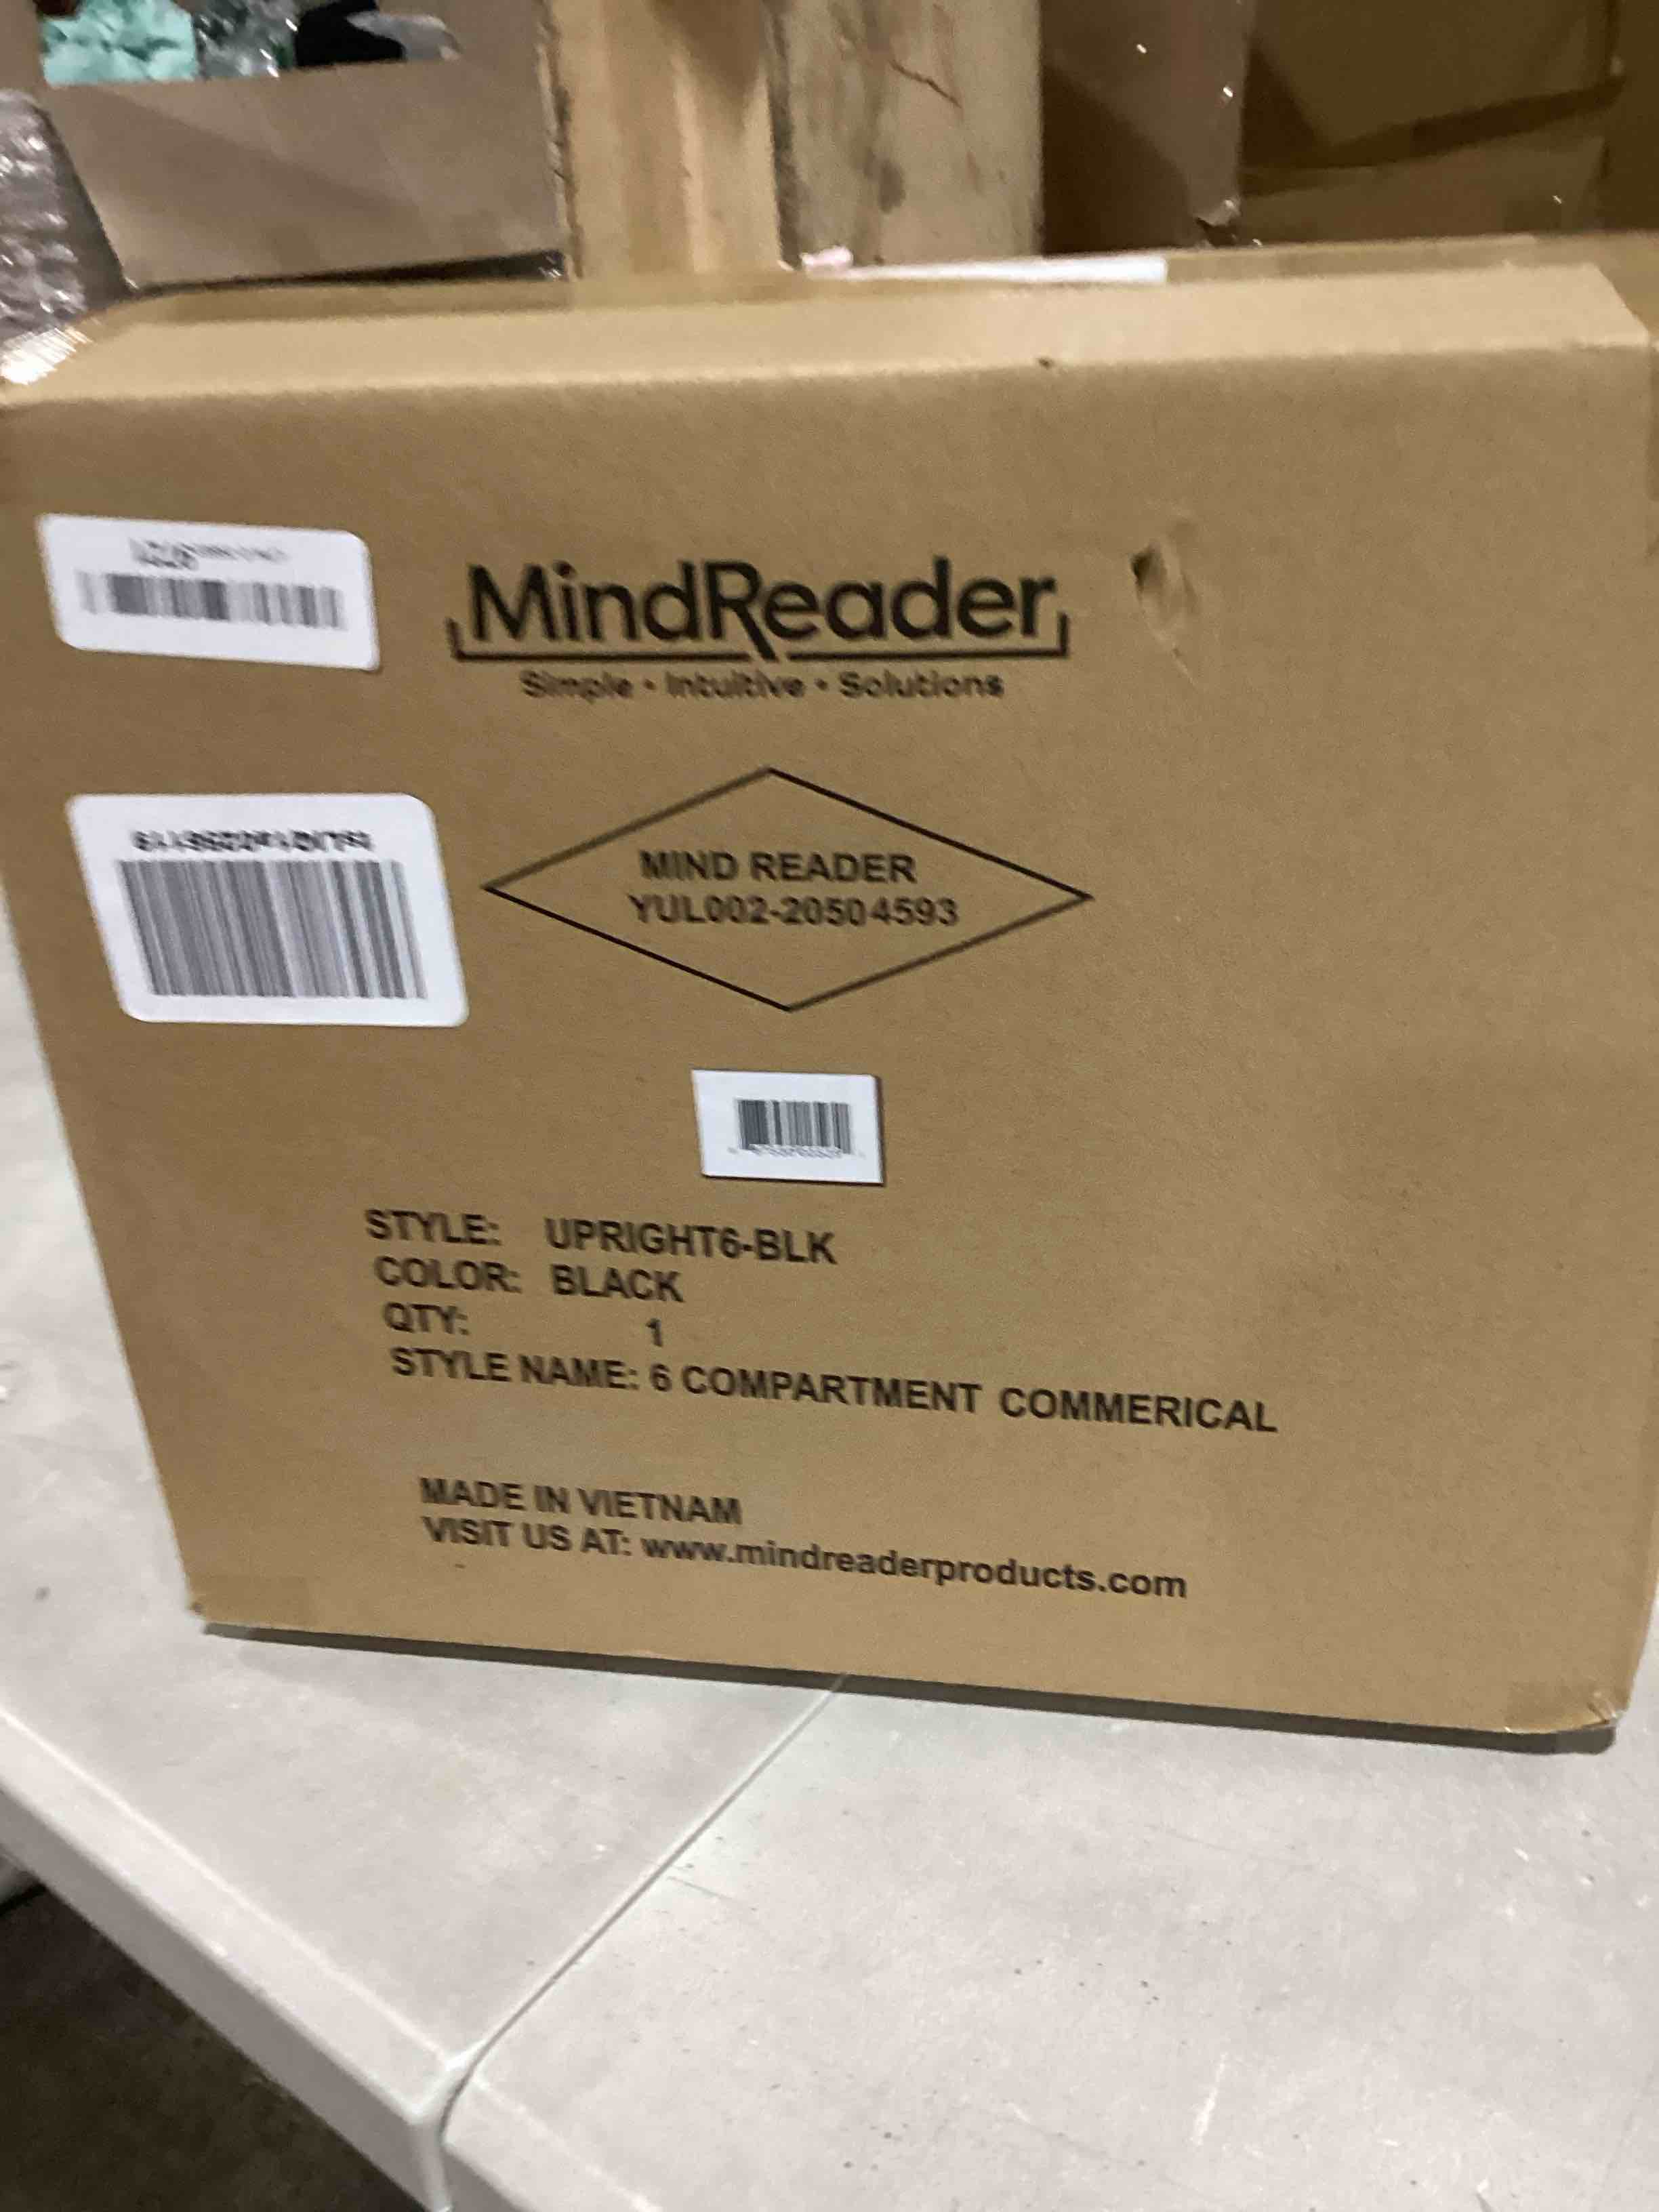 MindReader
Simple • Intuitive • Solutions
MIND READER
YUL002-20504593
STYLE: UPRIGHT6-BLK
COLOR: BLACK
QTY: 1
STYLE NAME: 6 COMPARTMENT COMMERICAL
MADE IN VIETNAM
VISIT US AT: www.mindreaderproducts.com